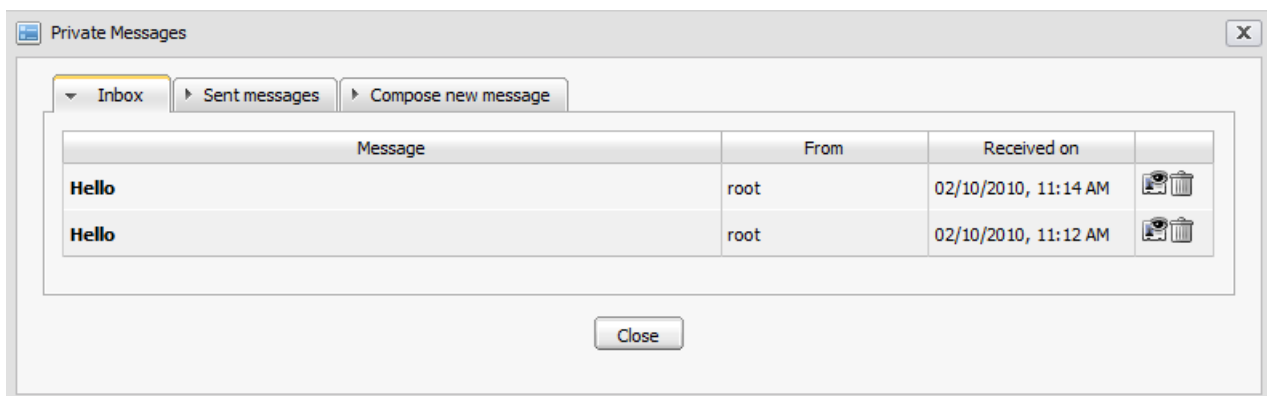 Private Messages
X
Inbox Sent messages Compose new message
Message From Received on
Hello root 02/10/2010, 11:14 AM
Hello root 02/10/2010, 11:12 AM
Close